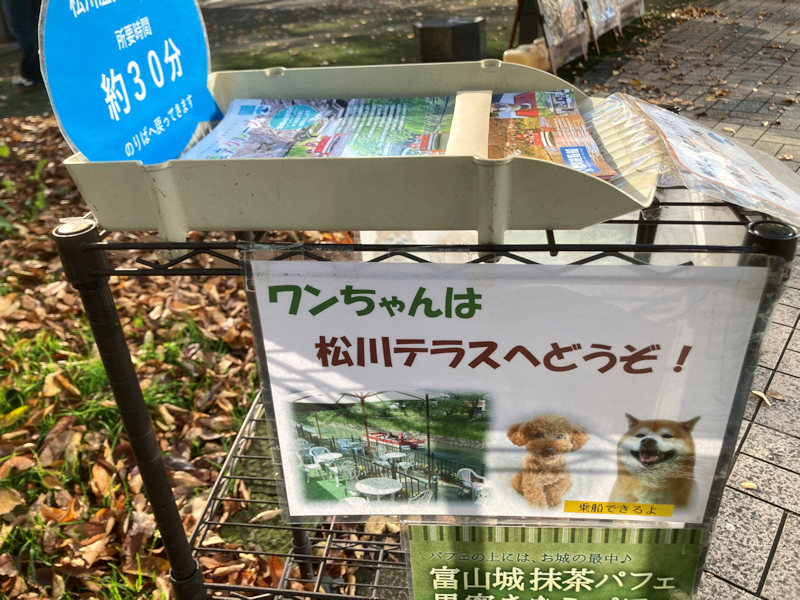 所要時間
約30分
のりばへ戻ってきます
ワンちゃんは
松川テラスへどうぞ！
乗船できるよ
パフェの上には、お城の最中♪
富山城抹茶パフェ